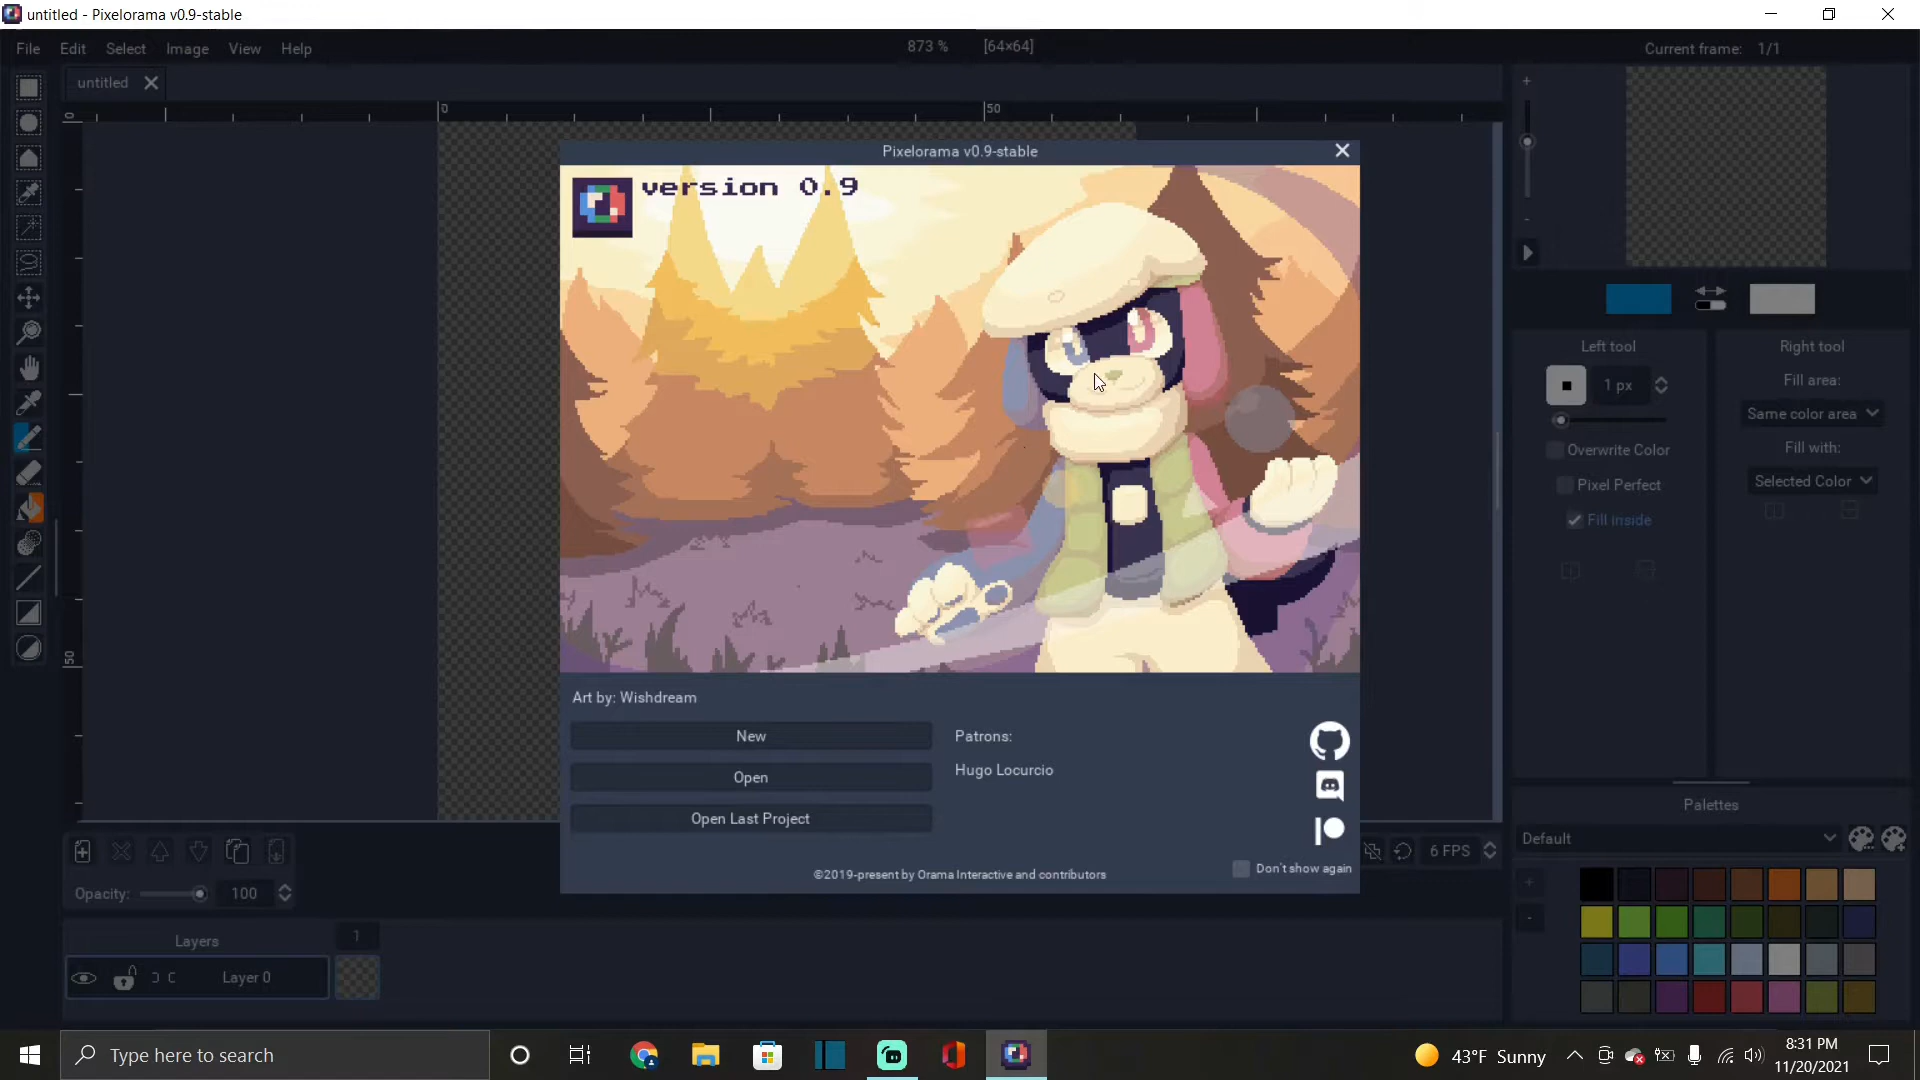 untitled - Pixelorama v0.9-stable
File Edit Select Image View Help
873 % [64×64]
Current frame: 1/1
untitled
0
50
0
50
Pixelorama v0.9-stable
version 0.9
Art by: Wishdream
New
Open
Open Last Project
Patrons:
Hugo Locurcio
Don't show again
©2019-present by Orama Interactive and contributors
Left tool
1 px
Overwrite Color
Pixel Perfect
Fill inside
Right tool
Fill area:
Same color area
Fill with:
Selected Color
Palettes
Default
6 FPS
Opacity: 100
Layers
1
Layer 0
Type here to search
43°F Sunny
8:31 PM
11/20/2021